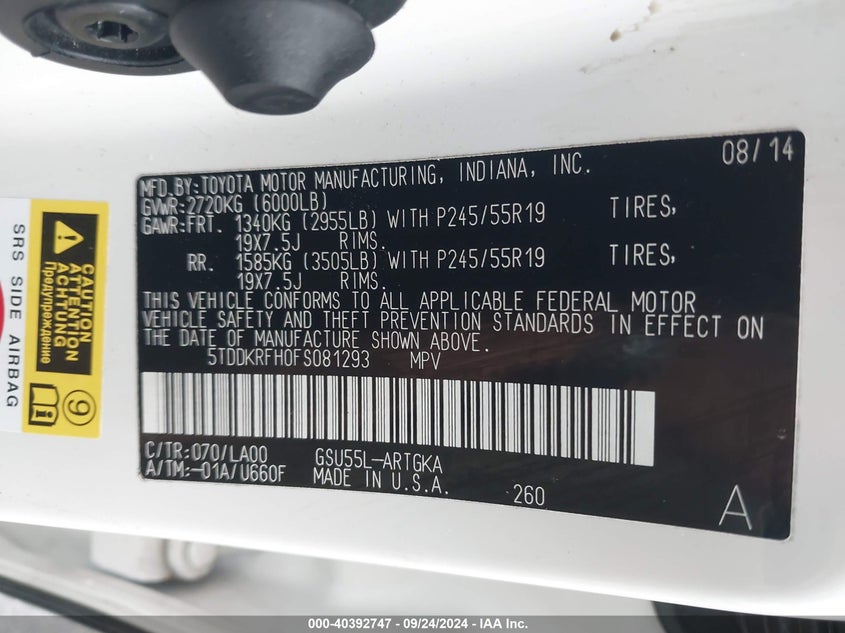 08/14
MFD.BY:TOYOTA MOTOR MANUFACTURING, INDIANA, INC.
GVWR:2720KG (6000LB)
GAWR:FRT. 1340KG (2955LB) WITH P245/55R19 TIRES,
19X7.5J RIMS.
RR. 1585KG (3505LB) WITH P245/55R19 TIRES,
19X7.5J RIMS.
THIS VEHICLE CONFORMS TO ALL APPLICABLE FEDERAL MOTOR
VEHICLE SAFETY AND THEFT PREVENTION STANDARDS IN EFFECT ON
THE DATE OF MANUFACTURE SHOWN ABOVE.
5TDDKRFH0FS081293 MPV
C/TR:070/LA00 GSU55L-ARTGKA
A/TM:-01A/U660F MADE IN U.S.A.
260
A
CAUTION
ATTENTION
ACHTUNG
Предупреждение
9
SRS SIDE AIRBAG
000-40392747 - 09/24/2024 - IAA Inc.